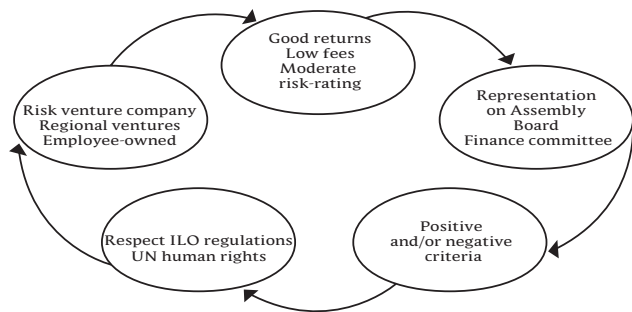 Good returns
Low fees
Moderate
risk-rating
Representation
on Assembly
Board
Finance committee
Positive
and/or negative
criteria
Respect ILO regulations
UN human rights
Risk venture company
Regional ventures
Employee-owned